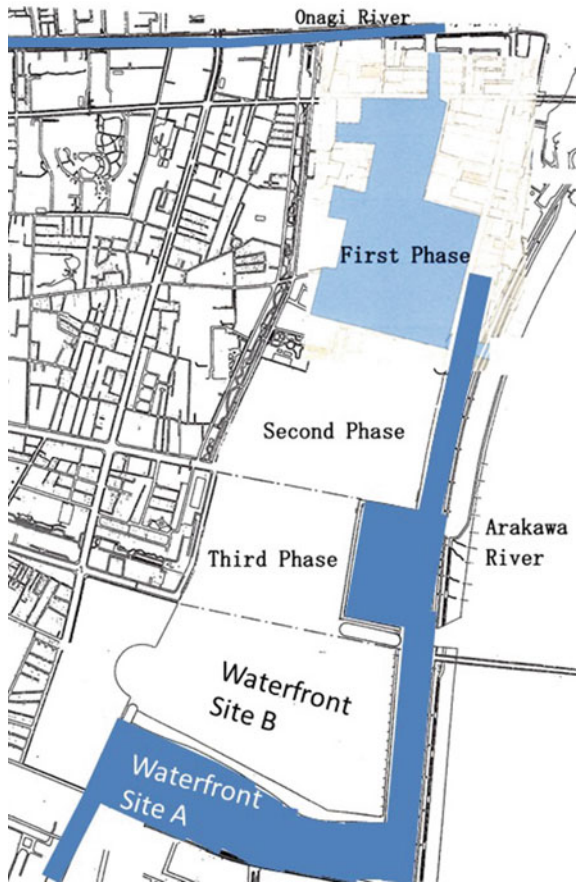 Onagi River
First Phase
Second Phase
Arakawa
River
Third Phase
Waterfront
Site B
Waterfront
Site A